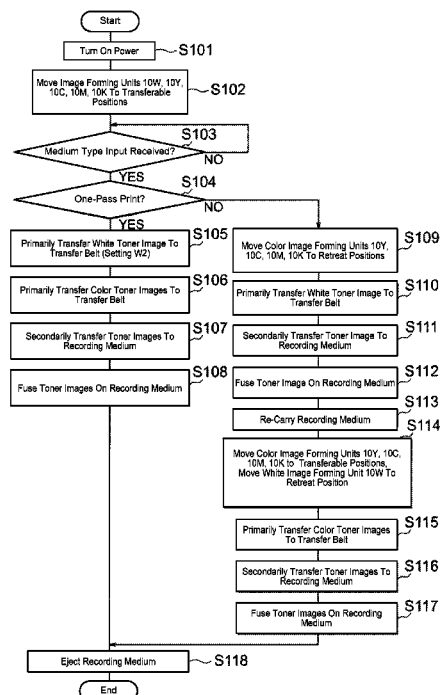 Start
Turn On Power
S101
Move Image Forming Units 10W, 10Y,
10C, 10M, 10K To Transferable
Positions
S102
S103
Medium Type Input Received?
NO
YES
S104
One-Pass Print?
NO
YES
S105
Primarily Transfer White Toner Image To
Transfer Belt (Setting W2)
S106
Primarily Transfer Color Toner Images To
Transfer Belt
S107
Secondarily Transfer Toner Images To
Recording Medium
S108
Fuse Toner Images On Recording Medium
S109
Move Color Image Forming Units 10Y,
10C, 10M, 10K To Retreat Positions
S110
Primarily Transfer White Toner Image To
Transfer Belt
S111
Secondarily Transfer Toner Image To
Recording Medium
S112
Fuse Toner Image On Recording Medium
S113
Re-Carry Recording Medium
S114
Move Color Image Forming Units 10Y, 10C,
10M, 10K to Transferable Positions,
Move White Image Forming Unit 10W To
Retreat Position
S115
Primarily Transfer Color Toner Images
To Transfer Belt
S116
Secondarily Transfer Toner Images To
Recording Medium
S117
Fuse Toner Images On Recording
Medium
Eject Recording Medium
S118
End